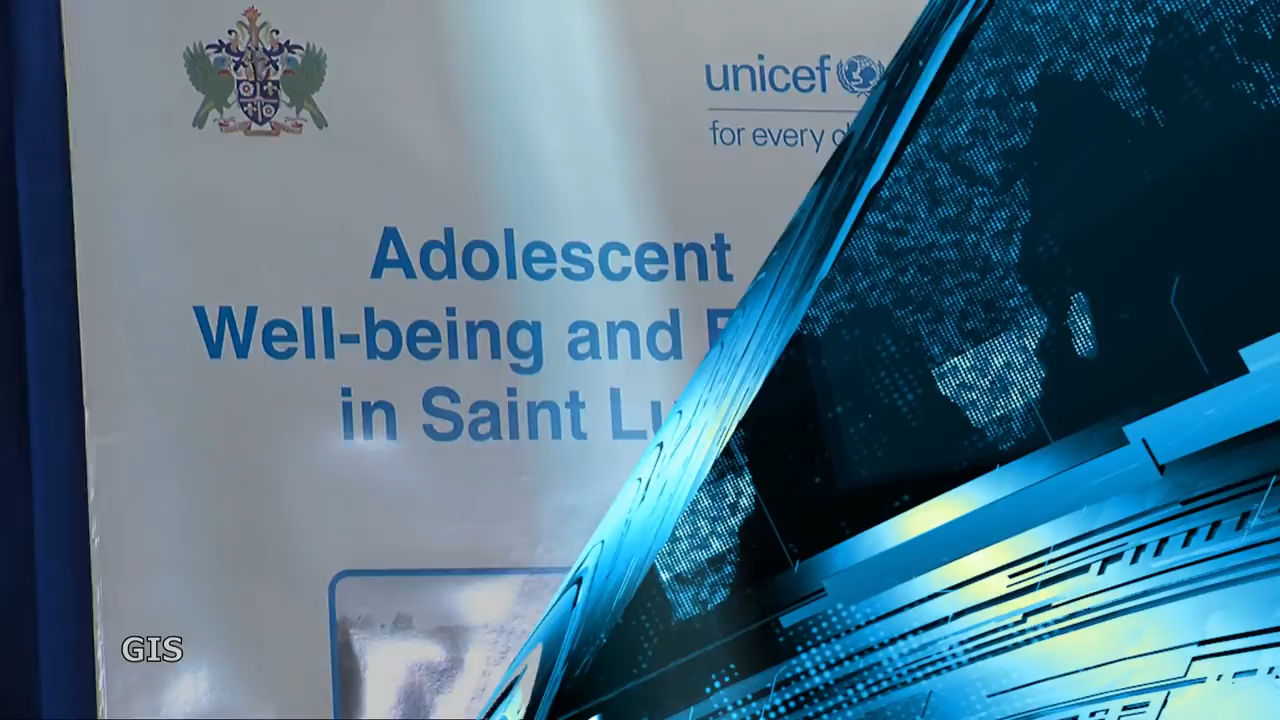 unicef
for every
Adolescent
Well-being and
in Saint
GIS